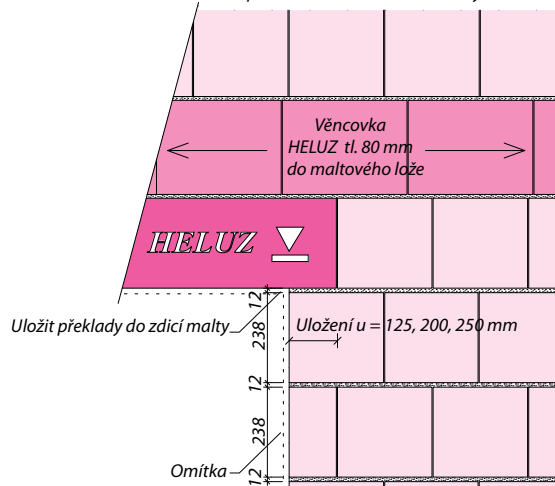 Věncovka
HELUZ tl. 80 mm
do maltového lože
HELUZ
12
Uložit překlady do zdicí malty
Uložení u = 125, 200, 250 mm
238
12
238
Omítka
12